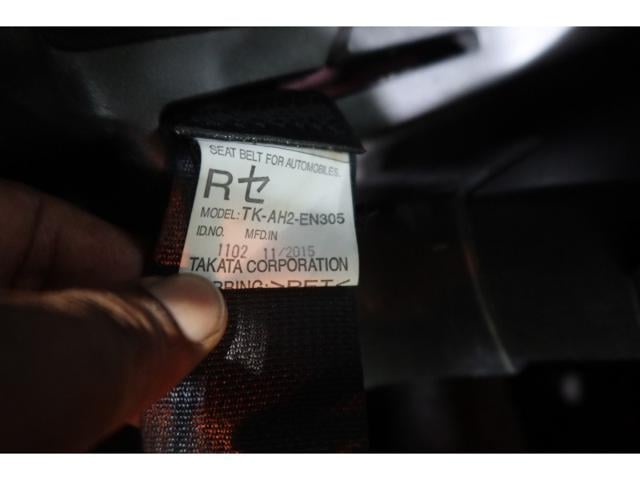 SEAT BELT FOR AUTOMOBILES.
Rセ
MODEL: TK-AH2-EN305
ID.NO. MFD.IN
1102 11/2015
TAKATA CORPORATION
>PET<